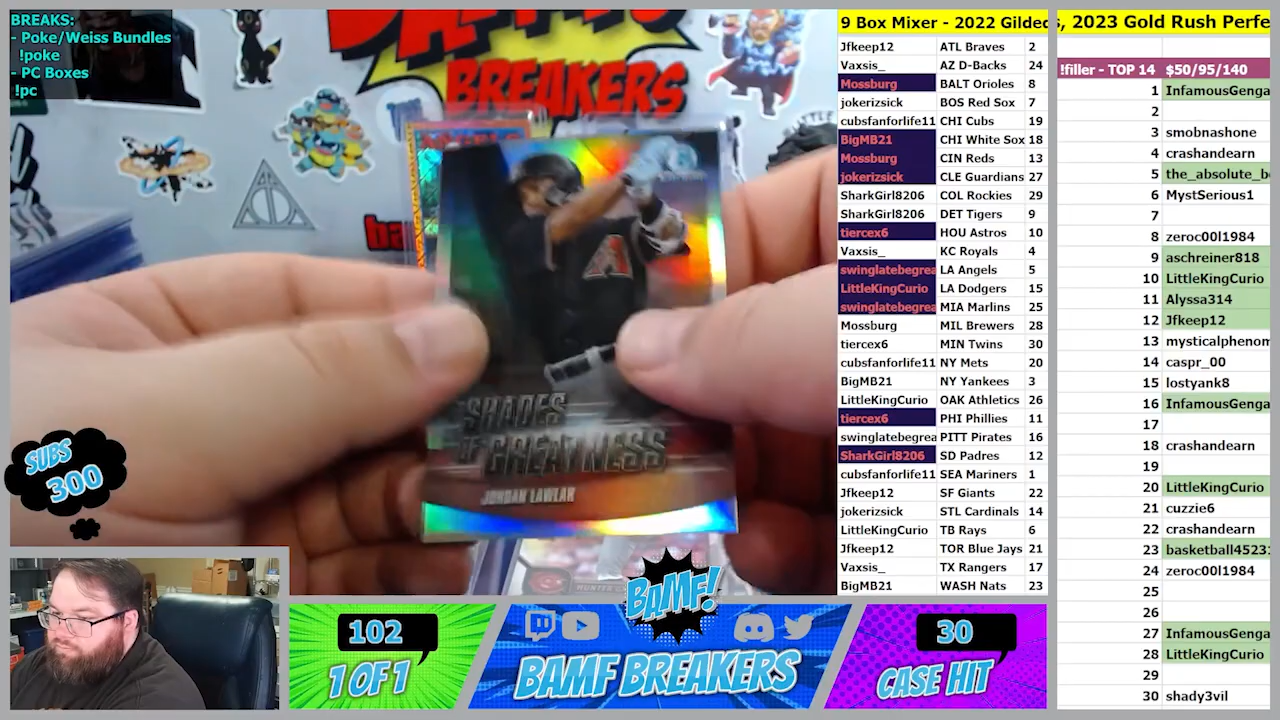 BREAKS:
- Poke/Weiss Bundles
!poke
- PC Boxes
!pc
BREAKERS
SHADES
OF GREATNESS
JORDAN LAWLAR
SUBS
300
9 Box Mixer - 2022 Gilded
Jfkeep12 ATL Braves 2
Vaxsis_ AZ D-Backs 24
Mossburg BALT Orioles 8
jokerizsick BOS Red Sox 7
cubsfanforlife11 CHI Cubs 19
BigMB21 CHI White Sox 18
Mossburg CIN Reds 13
jokerizsick CLE Guardians 27
SharkGirl8206 COL Rockies 29
SharkGirl8206 DET Tigers 9
tiercex6 HOU Astros 10
Vaxsis_ KC Royals 4
swinglatebegrea LA Angels 5
LittleKingCurio LA Dodgers 15
swinglatebegrea MIA Marlins 25
Mossburg MIL Brewers 28
tiercex6 MIN Twins 30
cubsfanforlife11 NY Mets 20
BigMB21 NY Yankees 3
LittleKingCurio OAK Athletics 26
tiercex6 PHI Phillies 11
swinglatebegrea PITT Pirates 16
SharkGirl8206 SD Padres 12
cubsfanforlife11 SEA Mariners 1
Jfkeep12 SF Giants 22
jokerizsick STL Cardinals 14
LittleKingCurio TB Rays 6
Jfkeep12 TOR Blue Jays 21
Vaxsis_ TX Rangers 17
BigMB21 WASH Nats 23
s, 2023 Gold Rush Perfe
!filler - TOP 14 $50/95/140
1 InfamousGenga
2
3 smobnashone
4 crashandearn
5 the_absolute_b
6 MystSerious1
7
8 zeroc00l1984
9 aschreiner818
10 LittleKingCurio
11 Alyssa314
12 Jfkeep12
13 mysticalphenom
14 caspr_00
15 lostyank8
16 InfamousGenga
17
18 crashandearn
19
20 LittleKingCurio
21 cuzzie6
22 crashandearn
23 basketball4523
24 zeroc00l1984
25
26
27 InfamousGenga
28 LittleKingCurio
29
30 shady3vil
102
1 OF 1
BAMF!
BAMF BREAKERS
30
CASE HIT